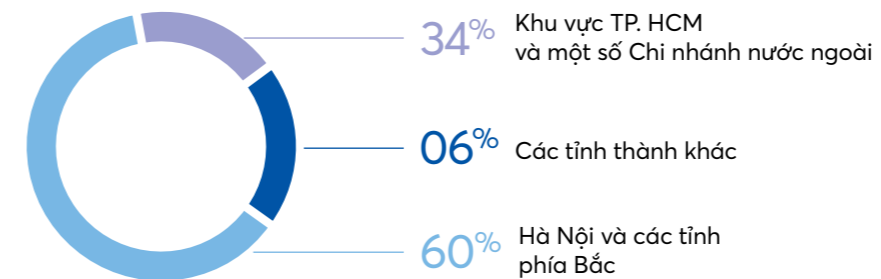 34%
Khu vực TP. HCM
và một số Chi nhánh nước ngoài
06%
Các tỉnh thành khác
60%
Hà Nội và các tỉnh
phía Bắc